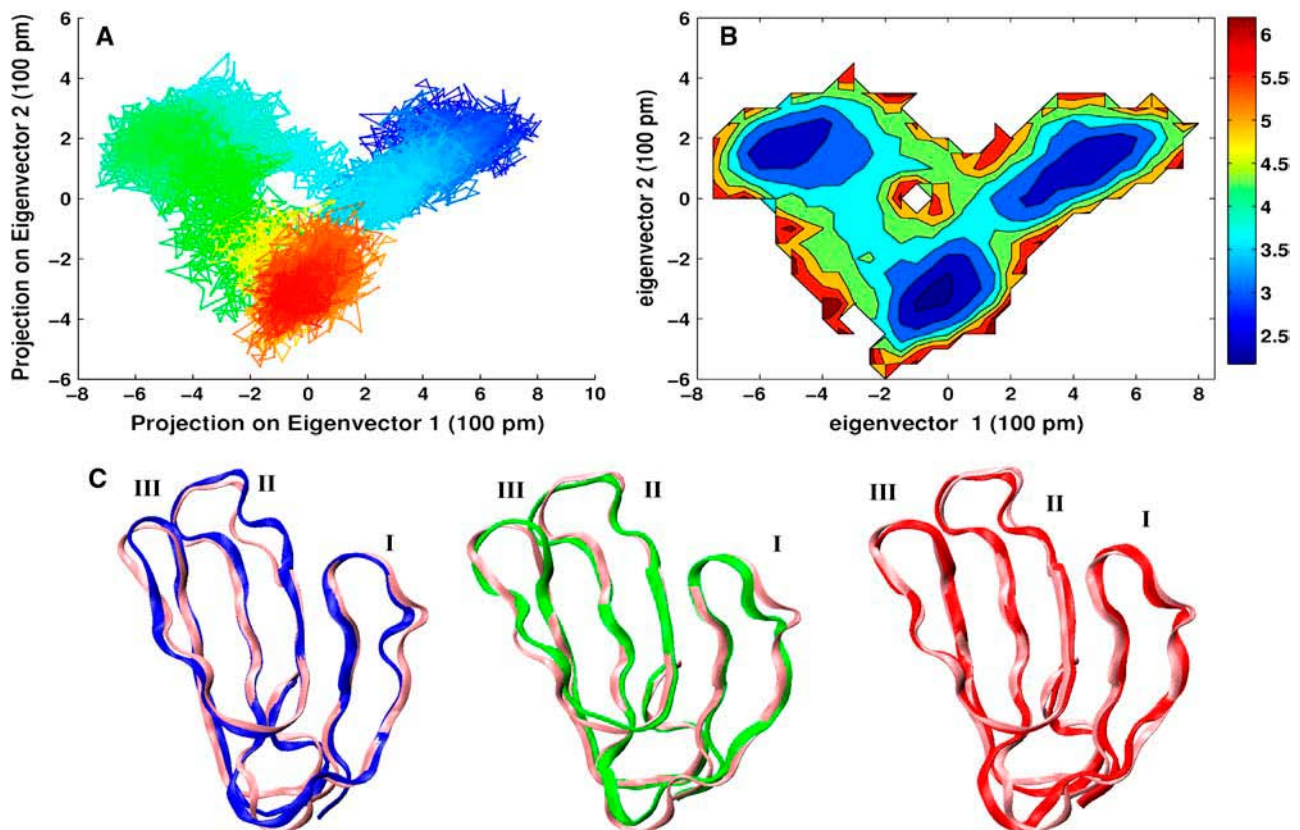 A
Projection on Eigenvector 2 (100 pm)
6
4
2
0
−2
−4
−6
−8 −6 −4 −2 0 2 4 6 8 10
Projection on Eigenvector 1 (100 pm)
B
eigenvector 2 (100 pm)
6
4
2
0
−2
−4
−6
−8 −6 −4 −2 0 2 4 6 8
eigenvector 1 (100 pm)
6
5.5
5
4.5
4
3.5
3
2.5
C
III II I
III II I
III II I